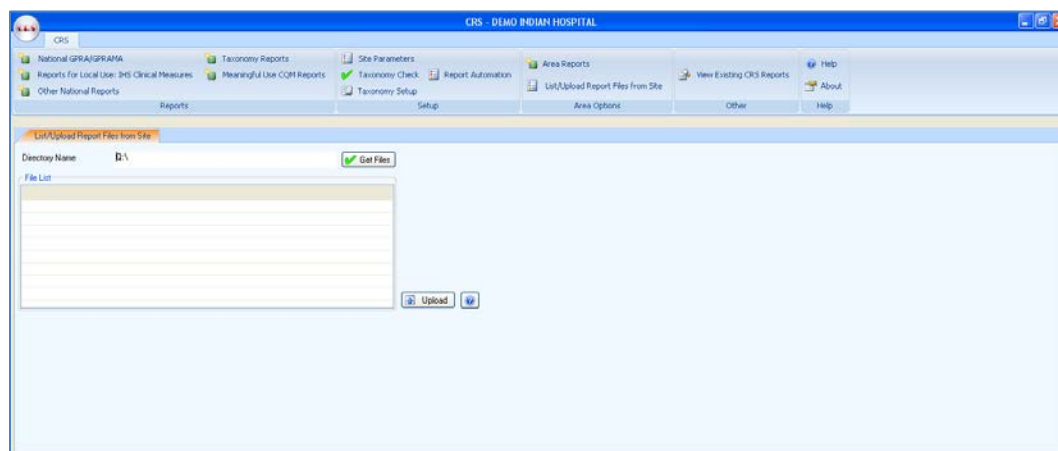 CRS - DEMO INDIAN HOSPITAL
CRS
National GPRA/GPRAMA
Reports for Local Use: IHS Clinical Measures
Other National Reports
Taxonomy Reports
Meaningful Use CQM Reports
Reports
Site Parameters
Taxonomy Check
Report Automation
Taxonomy Setup
Setup
Area Reports
List/Upload Report Files from Site
Area Options
View Existing CRS Reports
Other
Help
About
Help
List/Upload Report Files from Site
Directory Name
Get Files
File List
Upload